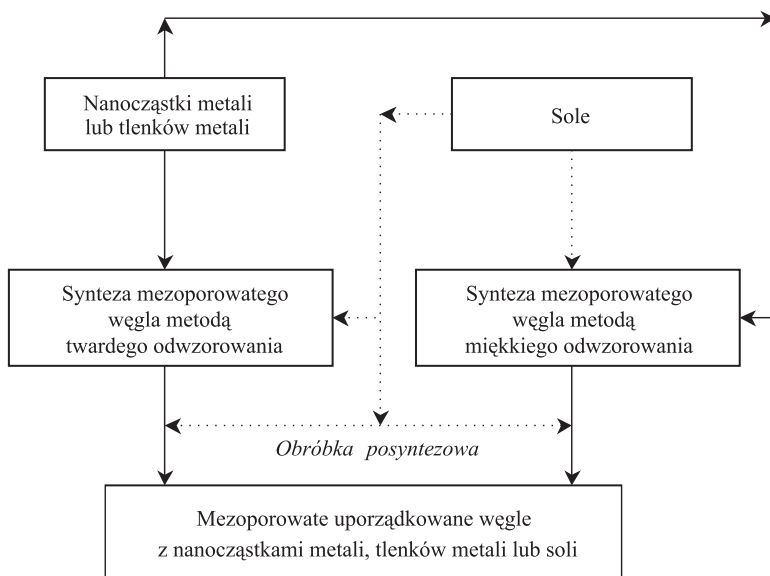 Nanocząstki metali
lub tlenków metali
Sole
Synteza mezoporowatego
węgla metodą
twardego odwzorowania
Synteza mezoporowatego
węgla metodą
miękkiego odwzorowania
Obróbka posyntezowa
Mezoporowate uporządkowane węgle
z nanocząstkami metali, tlenków metali lub soli